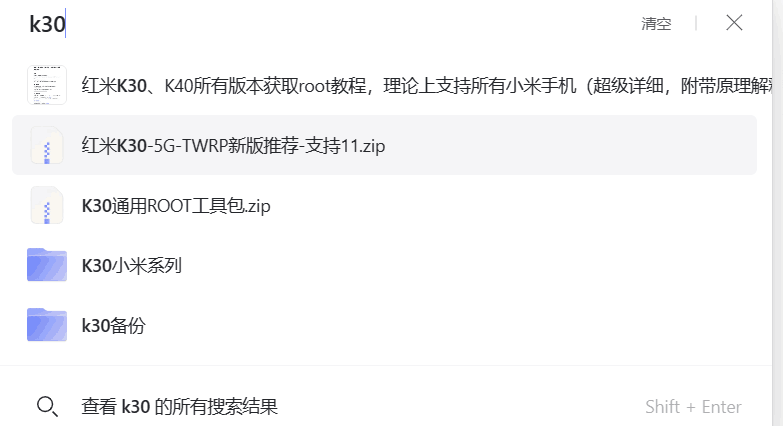 k30 清空
红米K30、K40所有版本获取root教程，理论上支持所有小米手机（超级详细，附带原理解
红米K30-5G-TWRP新版推荐-支持11.zip
K30通用ROOT工具包.zip
K30小米系列
k30备份
查看 k30 的所有搜索结果 Shift + Enter